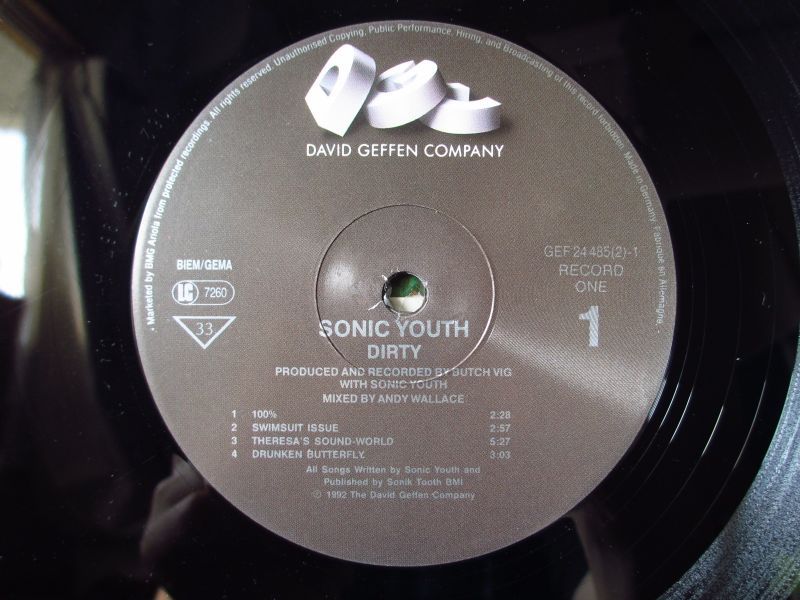 • Marketed by BMG Ariola from protected recordings. All rights reserved. Unauthorised Copying, Public Performance, Hiring, and Broadcasting of this record forbidden. Made in Germany. Fabriqué en Allemagne. •
DGC
DAVID GEFFEN COMPANY
BIEM/GEMA
LC 7260
33
GEF 24 485(2)-1
RECORD
ONE
1
SONIC YOUTH
DIRTY
PRODUCED AND RECORDED BY BUTCH VIG
WITH SONIC YOUTH
MIXED BY ANDY WALLACE
1 100% 2:28
2 SWIMSUIT ISSUE 2:57
3 THERESA'S SOUND-WORLD 5:27
4 DRUNKEN BUTTERFLY. 3:03
All Songs Written by Sonic Youth and
Published by Sonik Tooth BMI
℗ 1992 The David Geffen Company